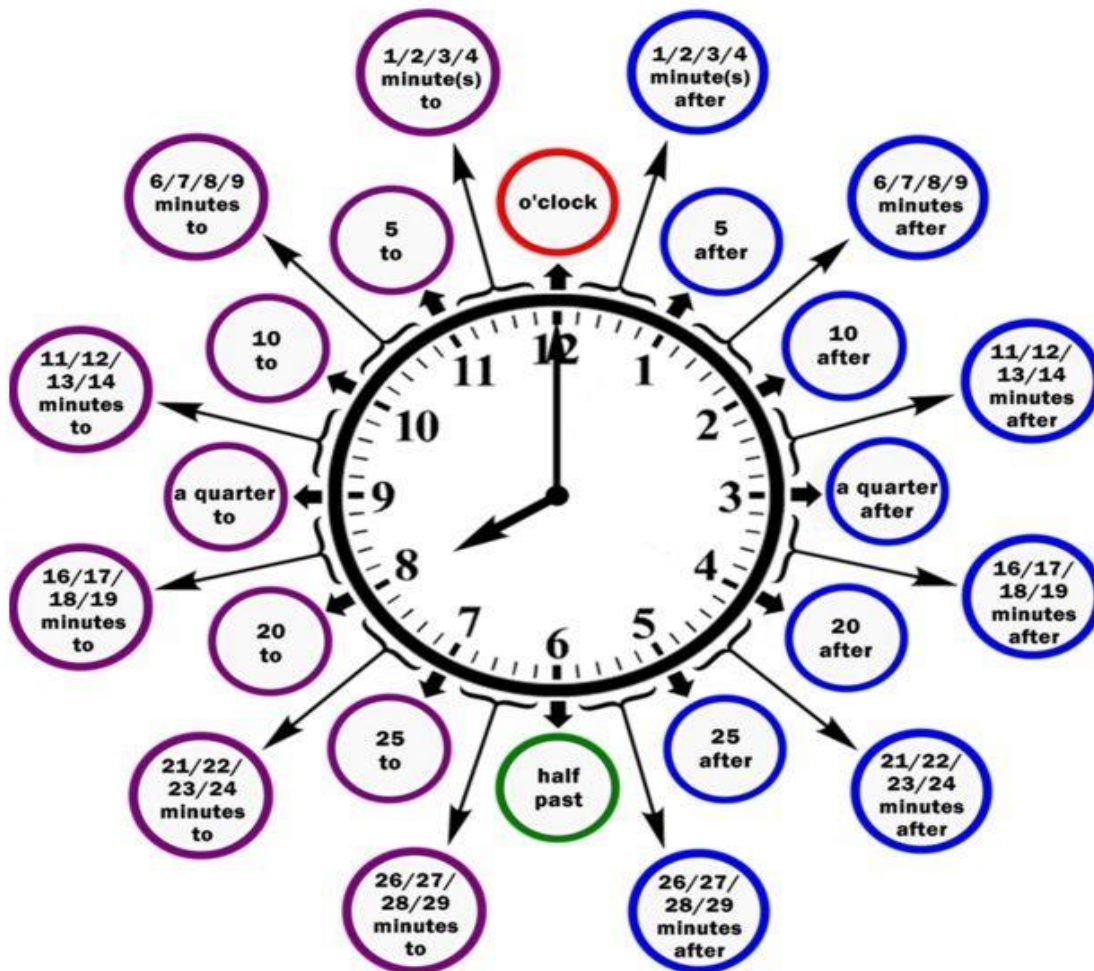 1/2/3/4
minute(s)
to
1/2/3/4
minute(s)
after
6/7/8/9
minutes
to
5
to
o'clock
5
after
6/7/8/9
minutes
after
11/12/
13/14
minutes
to
10
to
10
after
11/12/
13/14
minutes
after
12
11
1
10
2
a quarter
to
9
3
a quarter
after
8
4
7
5
6
16/17/
18/19
minutes
to
20
to
20
after
16/17/
18/19
minutes
after
21/22/
23/24
minutes
to
25
to
half
past
25
after
21/22/
23/24
minutes
after
26/27/
28/29
minutes
to
26/27/
28/29
minutes
after